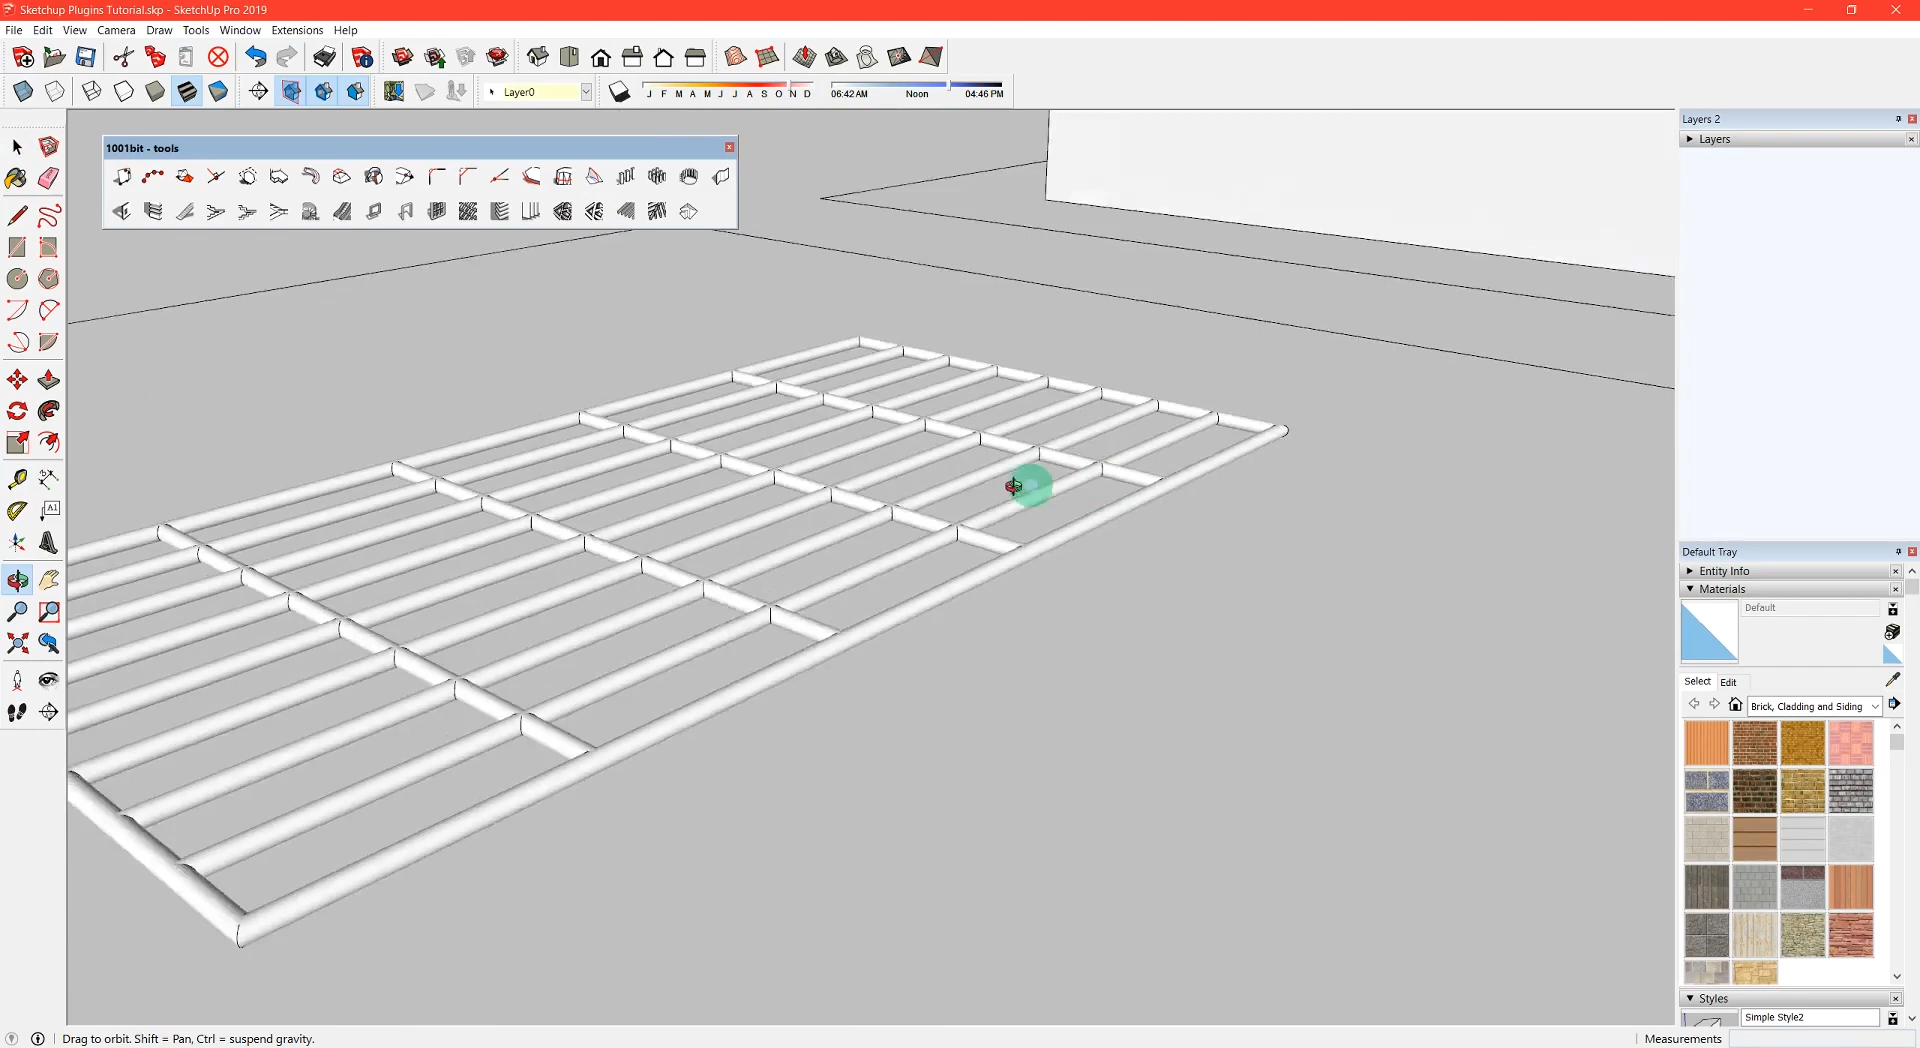 Sketchup Plugins Tutorial.skp - SketchUp Pro 2019
File Edit View Camera Draw Tools Window Extensions Help
Layer0
J F M A M J J A S O N D
06:42 AM Noon 04:46 PM
1001bit - tools
A1
Layers 2
Layers
Default Tray
Entity Info
Materials
Default
Select Edit
Brick, Cladding and Siding
Styles
Simple Style2
Drag to orbit. Shift = Pan, Ctrl = suspend gravity.
Measurements